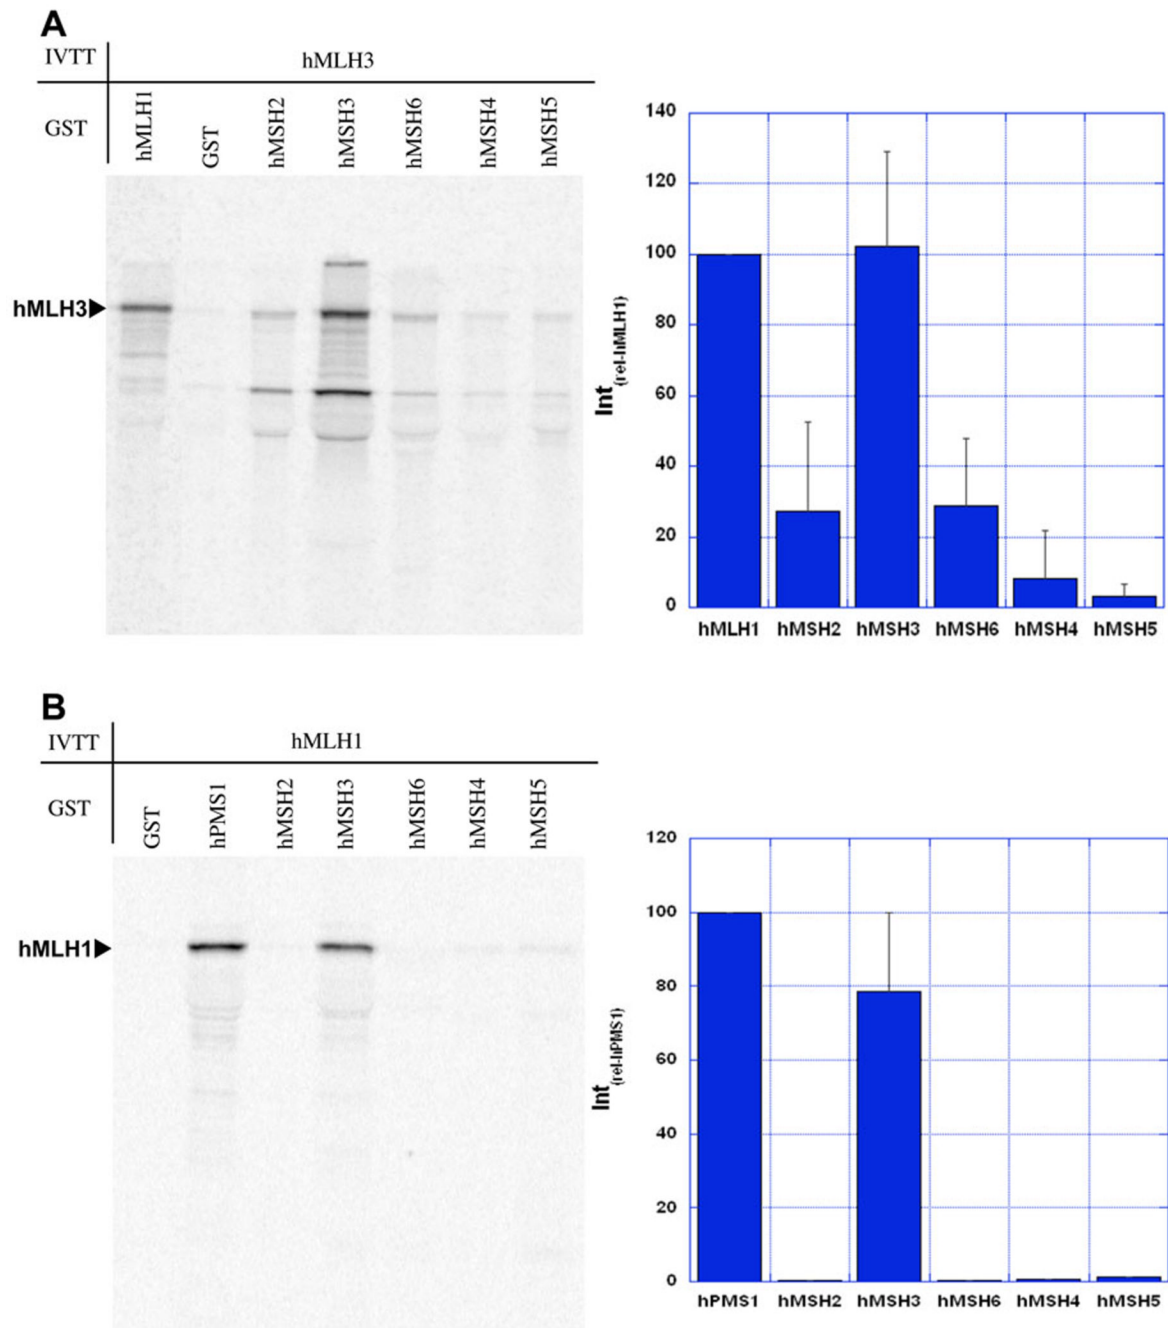 A
IVTT hMLH3
GST hMLH1 GST hMSH2 hMSH3 hMSH6 hMSH4 hMSH5
hMLH3
Int(rel-hMLH1)
140
120
100
80
60
40
20
0
hMLH1 hMSH2 hMSH3 hMSH6 hMSH4 hMSH5
B
IVTT hMLH1
GST GST hPMS1 hMSH2 hMSH3 hMSH6 hMSH4 hMSH5
hMLH1
Int(rel-hPMS1)
120
100
80
60
40
20
0
hPMS1 hMSH2 hMSH3 hMSH6 hMSH4 hMSH5